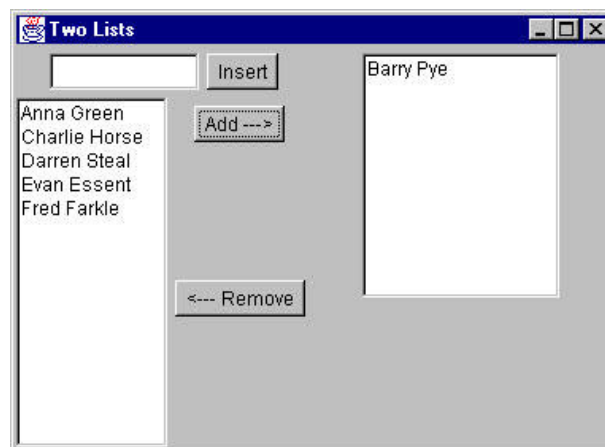 Two Lists
Insert
Barry Pye
Anna Green
Charlie Horse
Darren Steal
Evan Essent
Fred Farkle
Add --->
<--- Remove